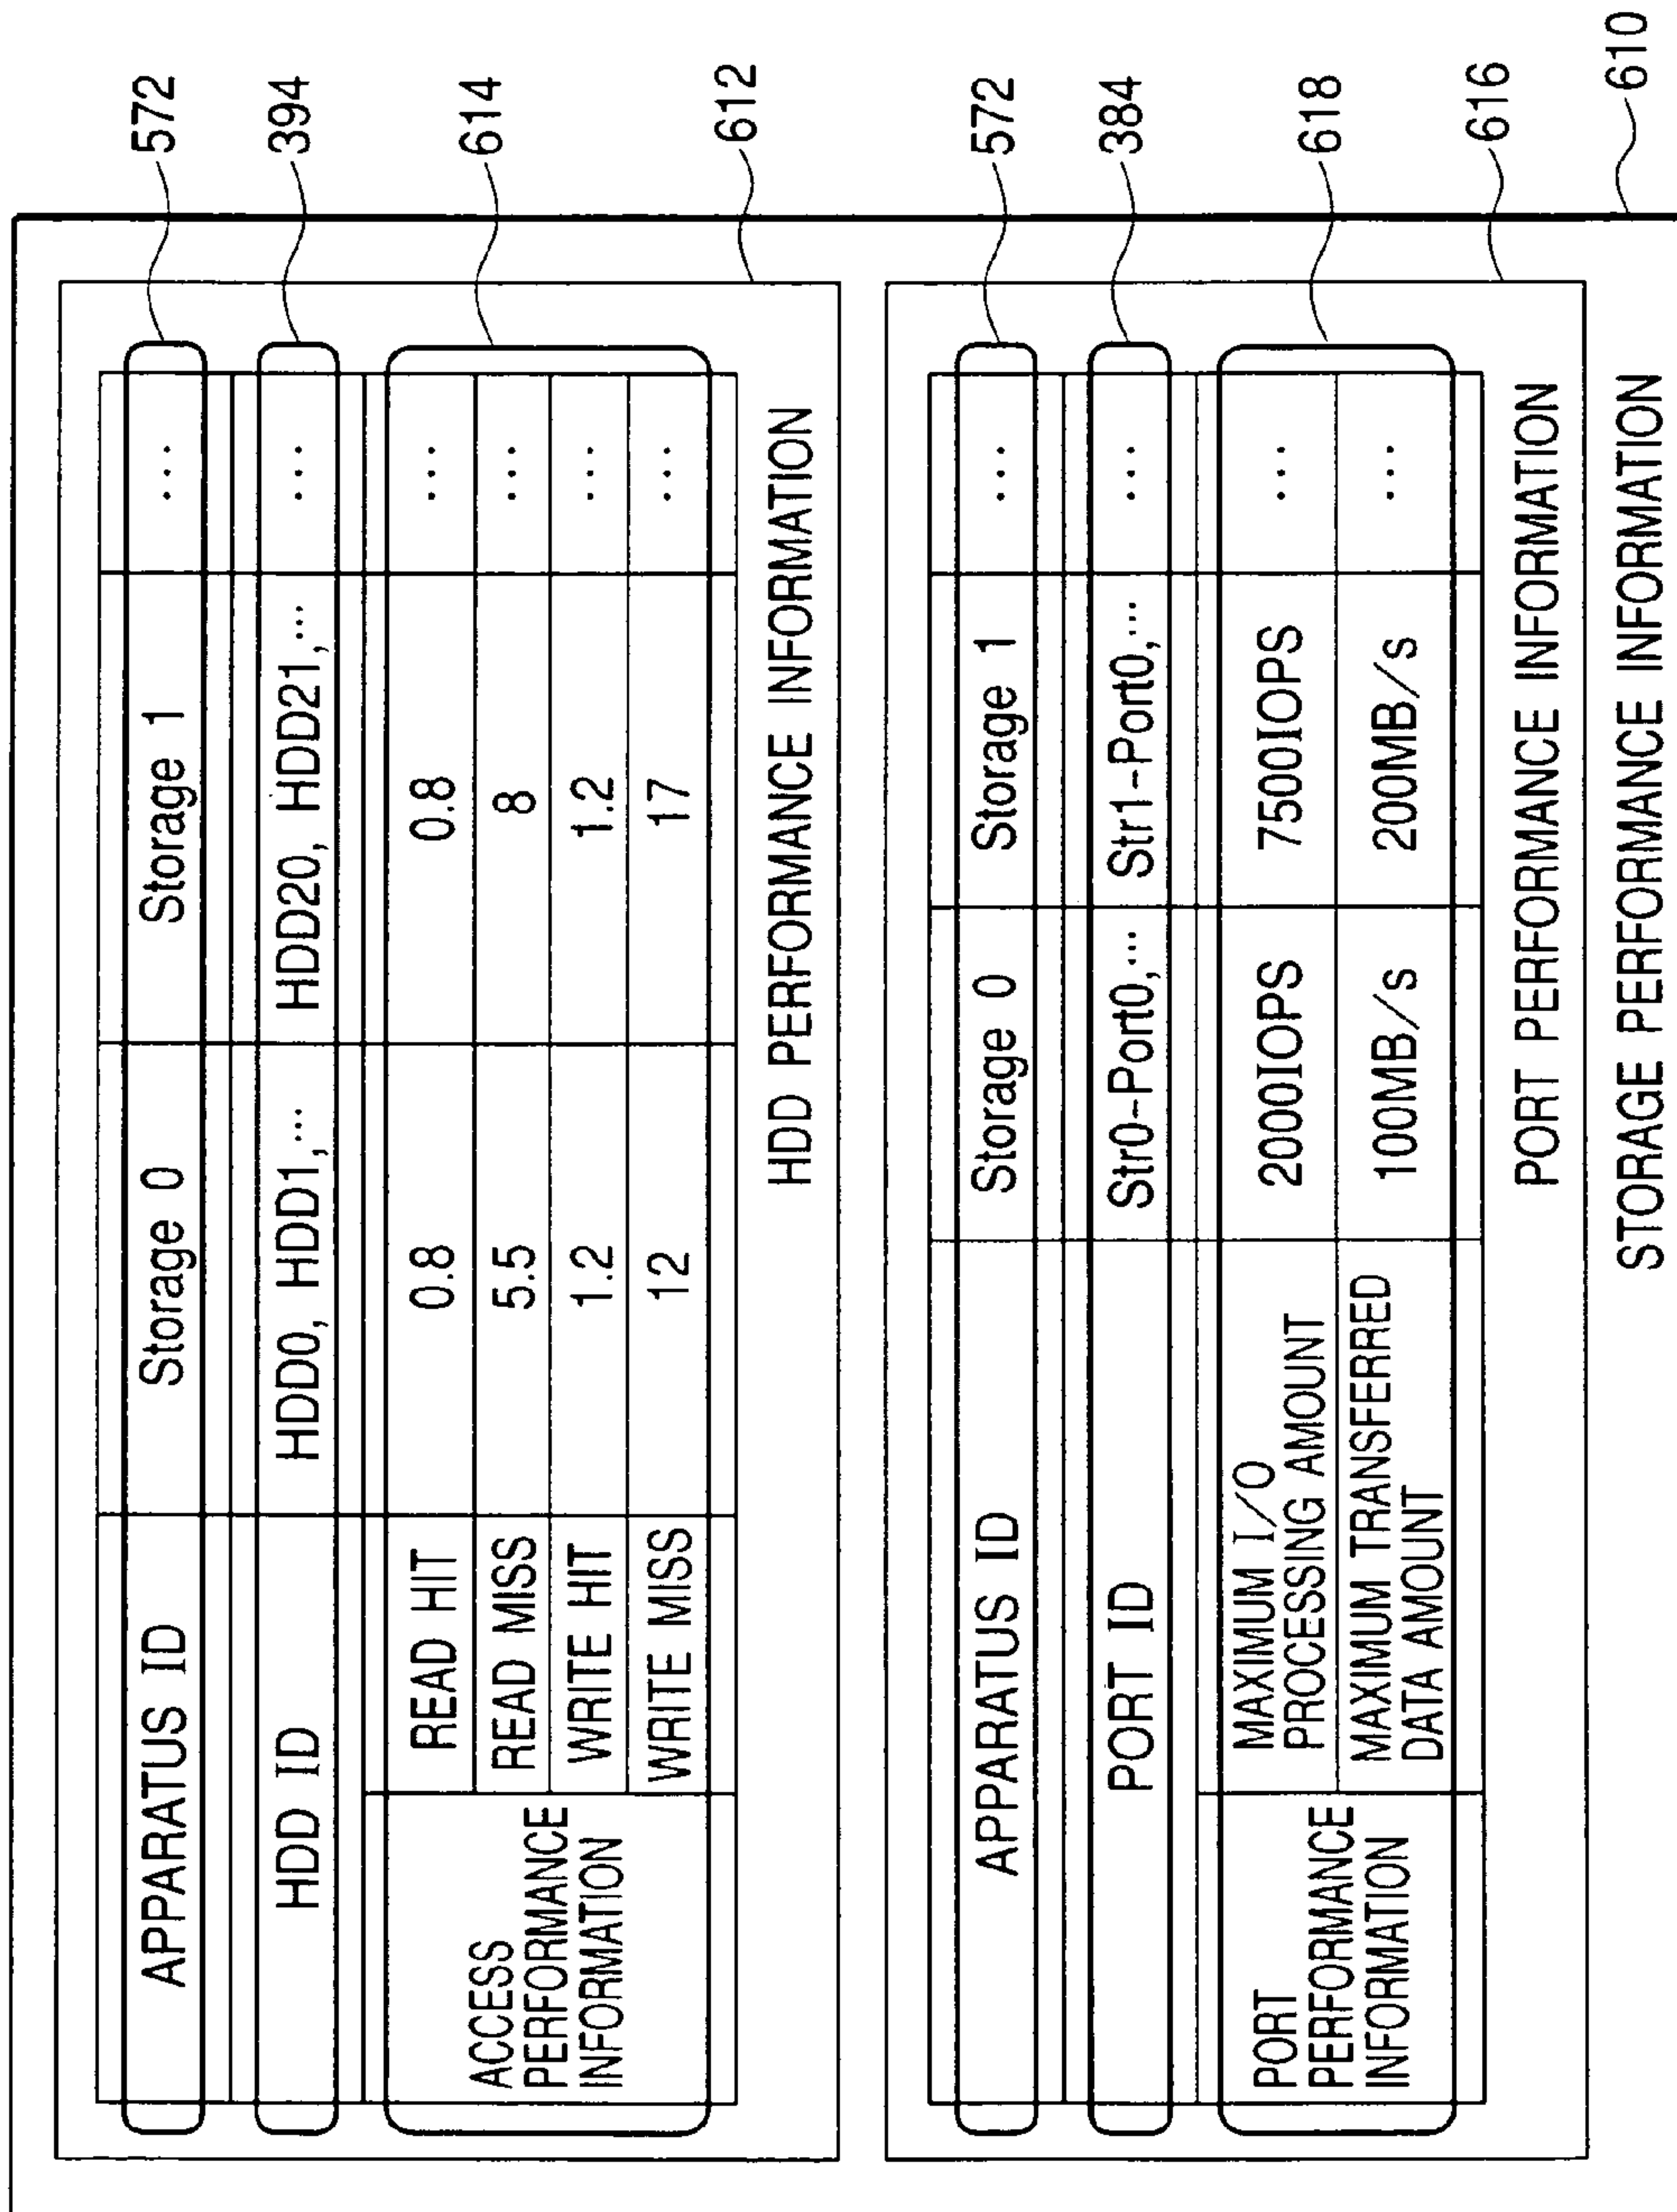 APPARATUS ID Storage 0 Storage 1 ... 572
HDD ID HDD0, HDD1,... HDD20, HDD21,... ... 394
ACCESS
PERFORMANCE
INFORMATION
READ HIT 0.8 0.8 ... 614
READ MISS 5.5 8 ...
WRITE HIT 1.2 1.2 ...
WRITE MISS 12 17 ...
HDD PERFORMANCE INFORMATION 612
APPARATUS ID Storage 0 Storage 1 ... 572
PORT ID Str0-Port0,... Str1-Port0,... ... 384
PORT
PERFORMANCE
INFORMATION
MAXIMUM I/O
PROCESSING AMOUNT 2000IOPS 7500IOPS ... 618
MAXIMUM TRANSFERRED
DATA AMOUNT 100MB/s 200MB/s ...
PORT PERFORMANCE INFORMATION 616
STORAGE PERFORMANCE INFORMATION 610